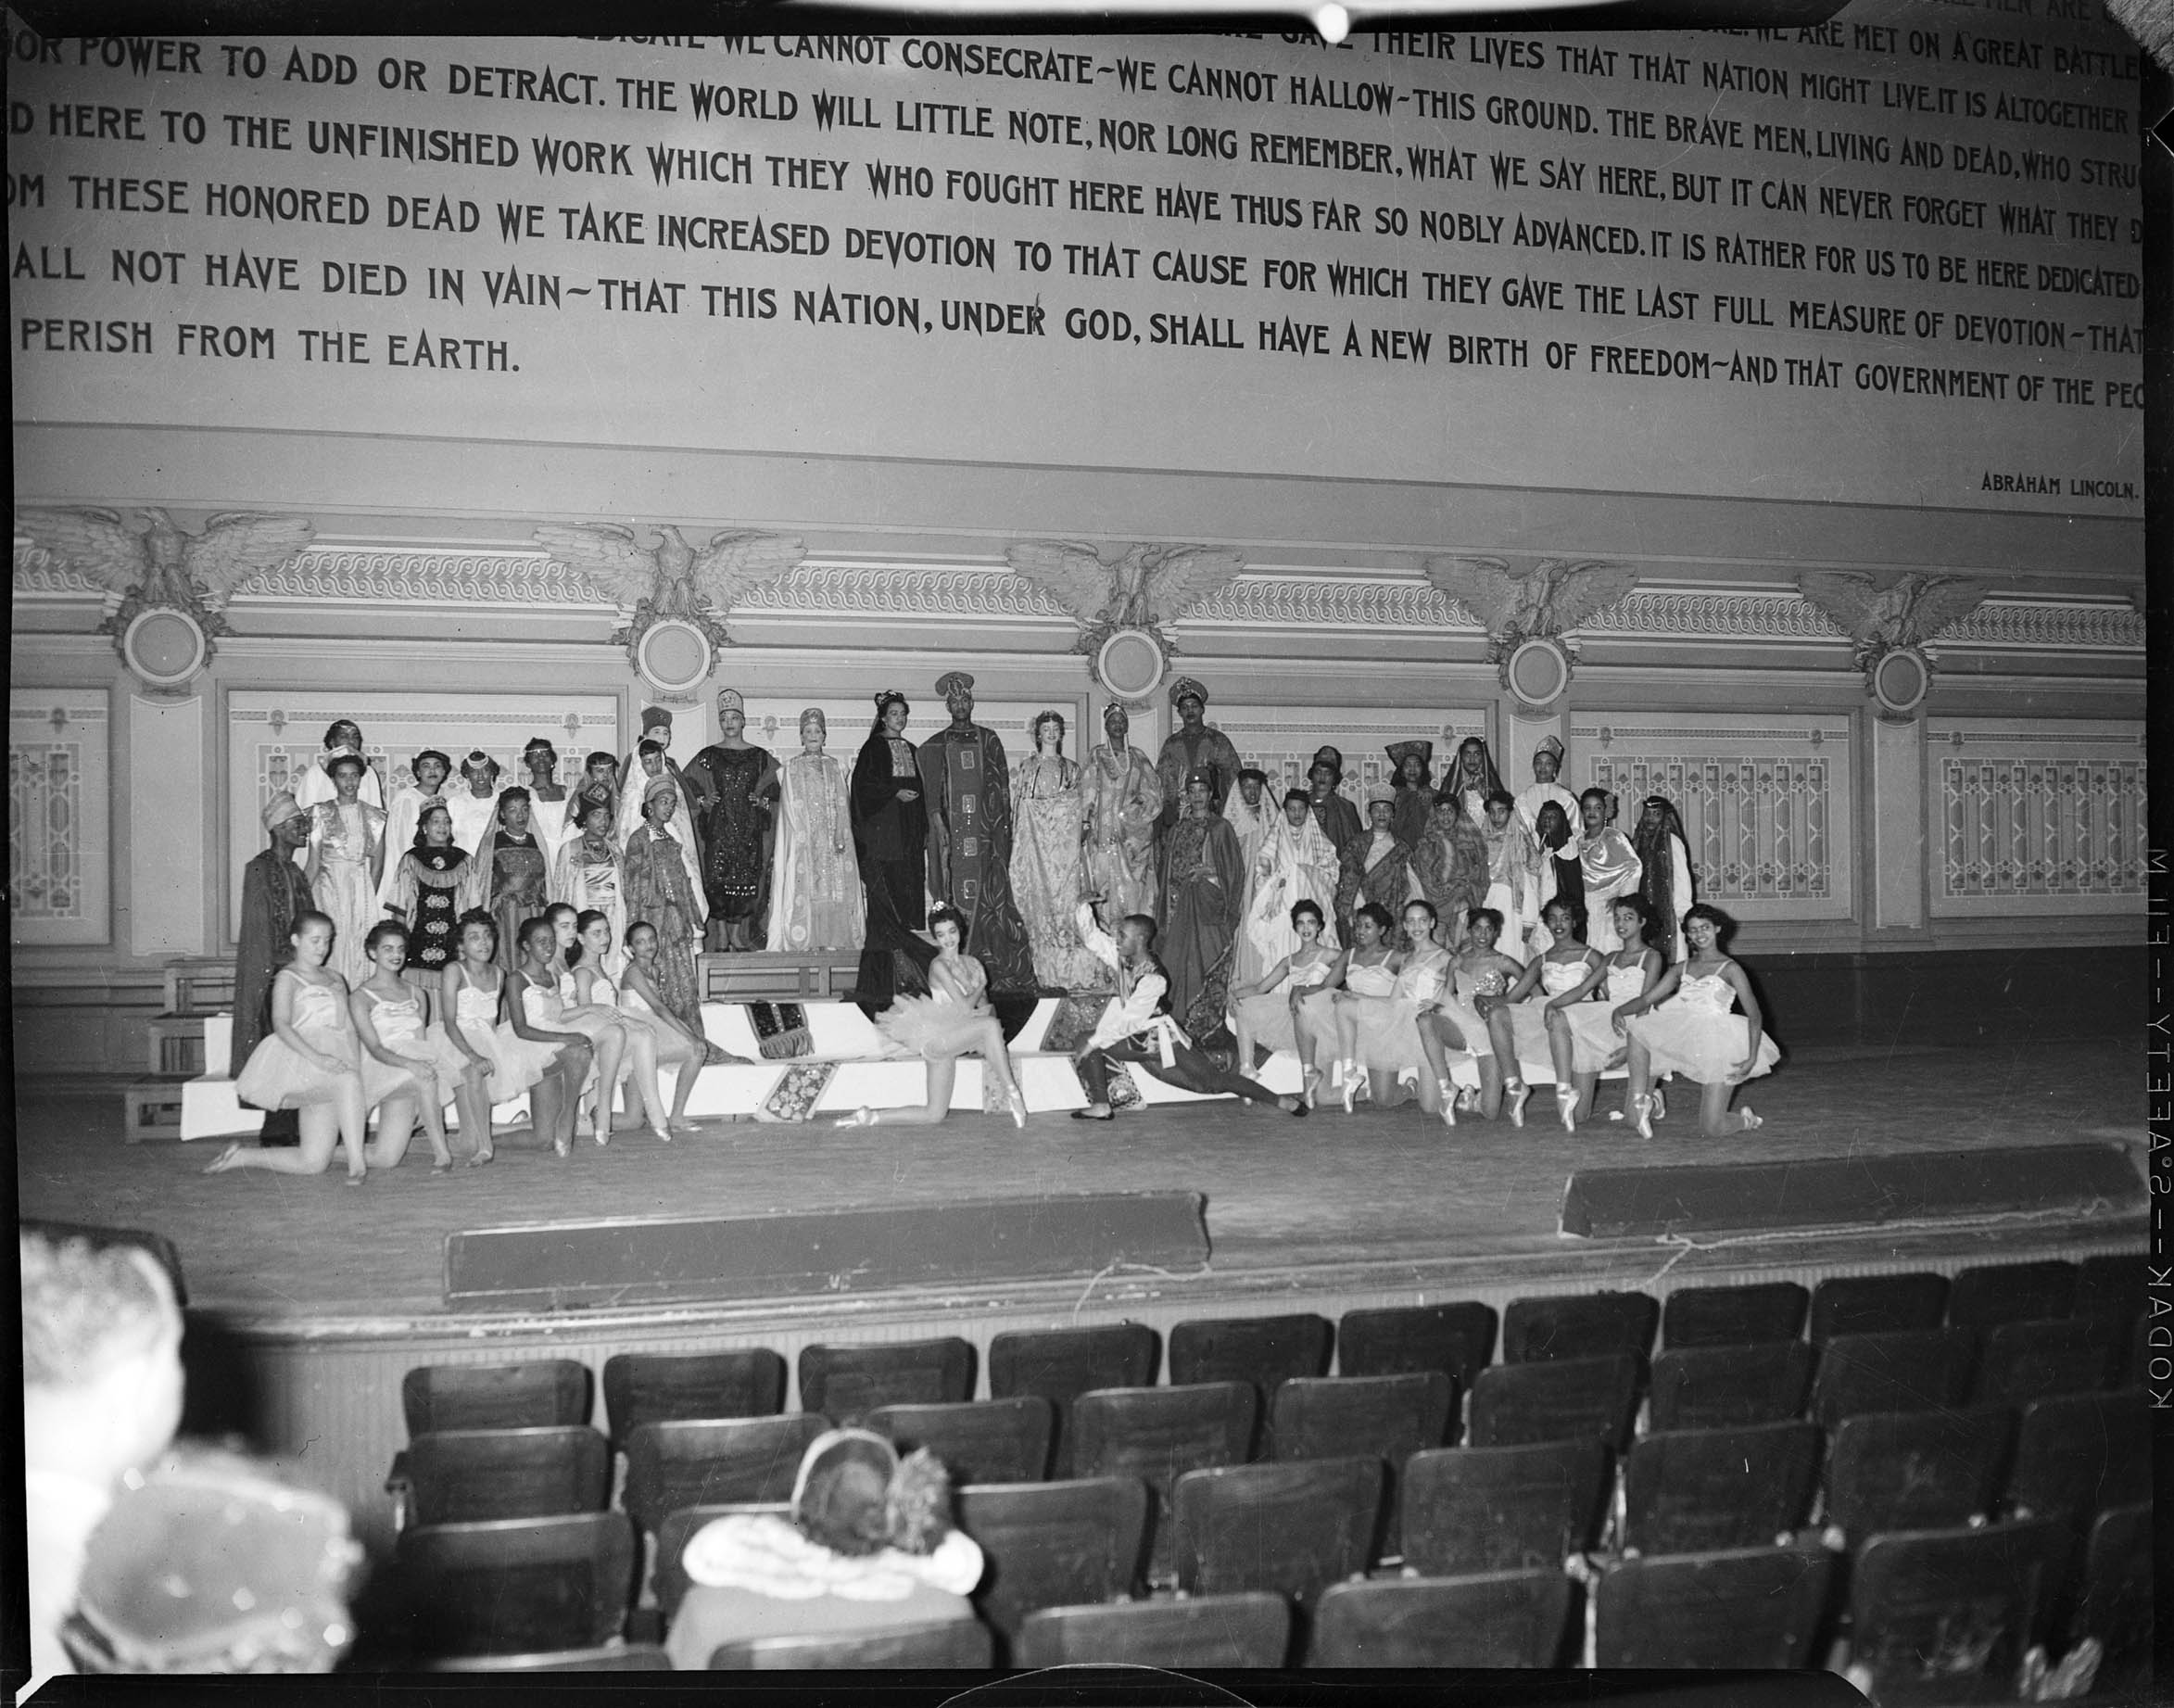 MEN ARE
WE ARE MET ON A GREAT BATTLE
GAVE THEIR LIVES THAT THAT NATION MIGHT LIVE. IT IS ALTOGETHER
WE CANNOT CONSECRATE~WE CANNOT HALLOW~THIS GROUND. THE BRAVE MEN, LIVING AND DEAD, WHO STRU
OOR POWER TO ADD OR DETRACT. THE WORLD WILL LITTLE NOTE, NOR LONG REMEMBER, WHAT WE SAY HERE, BUT IT CAN NEVER FORGET WHAT THEY D
D HERE TO THE UNFINISHED WORK WHICH THEY WHO FOUGHT HERE HAVE THUS FAR SO NOBLY ADVANCED. IT IS RATHER FOR US TO BE HERE DEDICATED
OM THESE HONORED DEAD WE TAKE INCREASED DEVOTION TO THAT CAUSE FOR WHICH THEY GAVE THE LAST FULL MEASURE OF DEVOTION~THAT
ALL NOT HAVE DIED IN VAIN~THAT THIS NATION, UNDER GOD, SHALL HAVE A NEW BIRTH OF FREEDOM~AND THAT GOVERNMENT OF THE PEO
PERISH FROM THE EARTH.
ABRAHAM LINCOLN.
KODAK--SAFETY--FILM